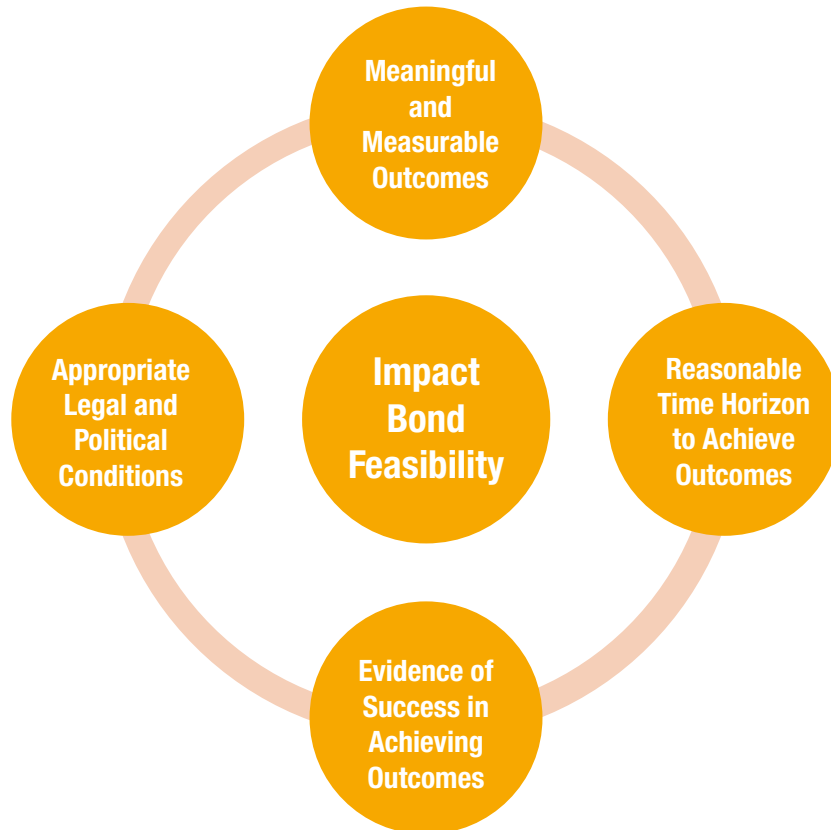 Meaningful
and
Measurable
Outcomes
Appropriate
Legal and
Political
Conditions
Impact
Bond
Feasibility
Reasonable
Time Horizon
to Achieve
Outcomes
Evidence of
Success in
Achieving
Outcomes